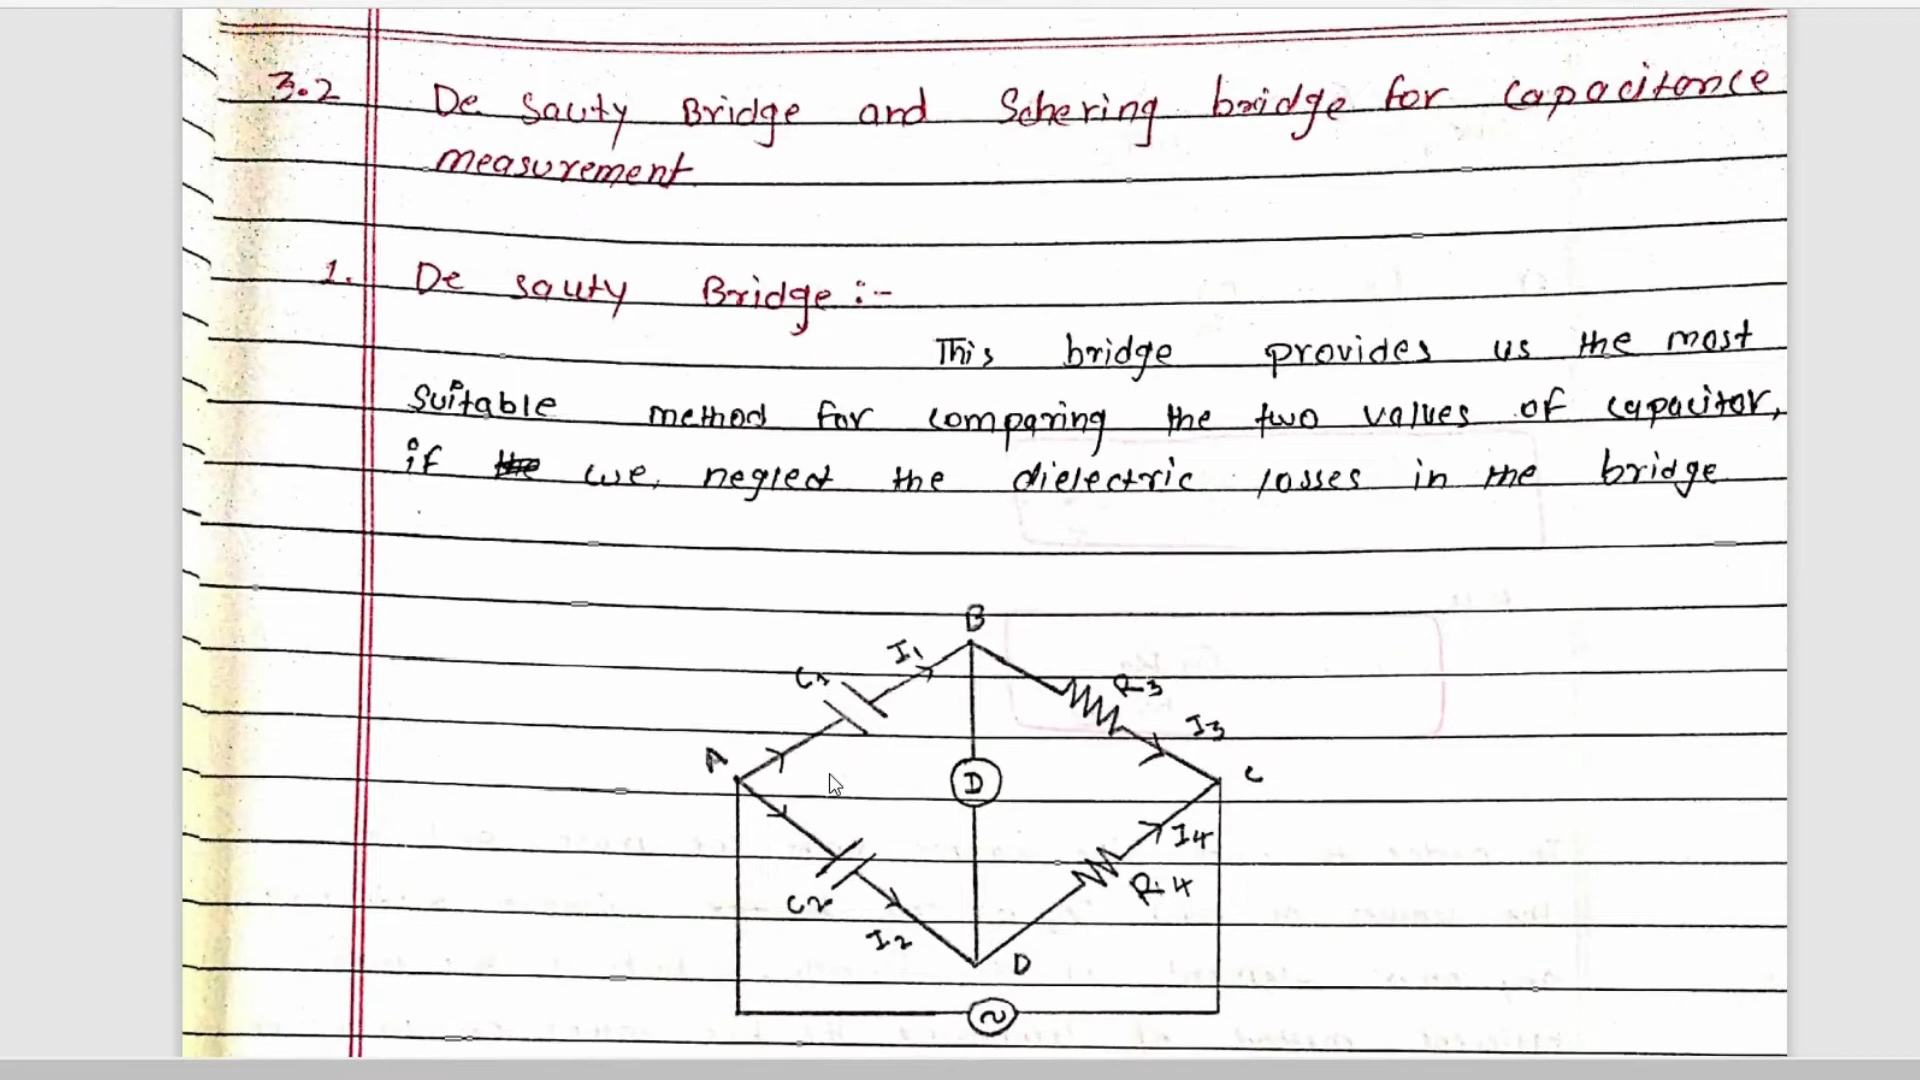 3.2 De Sauty Bridge and Schering bridge for capacitance
measurement
1. De sauty Bridge :-
This bridge provides us the most
suitable method for comparing the two values of capacitor,
if we, neglect the dielectric losses in the bridge
B
I1
C1
R3
I3
A
D
C
I4
R4
C2
I2
D
~